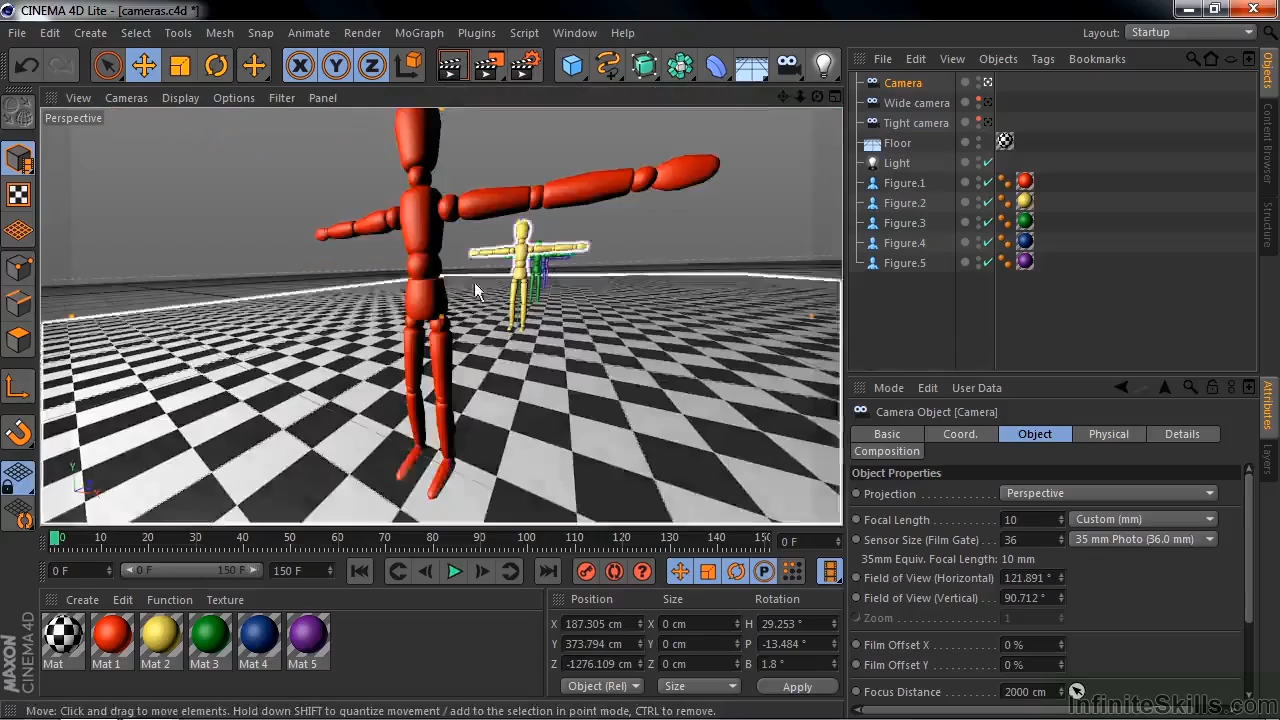 CINEMA 4D Lite - [cameras.c4d *]
File Edit Create Select Tools Mesh Snap Animate Render MoGraph Plugins Script Window Help Layout: Startup
X Y Z
File Edit View Objects Tags Bookmarks
View Cameras Display Options Filter Panel
Perspective
Camera
Wide camera
Tight camera
Floor
Light
Figure.1
Figure.2
Figure.3
Figure.4
Figure.5
Objects
Content Browser
Structure
Mode Edit User Data
Camera Object [Camera]
Basic Coord. Object Physical Details
Composition
Object Properties
Projection Perspective
Focal Length 10 Custom (mm)
Sensor Size (Film Gate) 36 35 mm Photo (36.0 mm)
35mm Equiv. Focal Length: 10 mm
Field of View (Horizontal) 121.891 °
Field of View (Vertical) 90.712 °
Zoom 1
Film Offset X 0 %
Film Offset Y 0 %
Focus Distance 2000 cm
Attributes
Layers
Y X
0 10 20 30 40 50 60 70 80 90 100 110 120 130 140 150 0 F
0 F 0 F 150 F 150 F
P
Create Edit Function Texture
Mat Mat 1 Mat 2 Mat 3 Mat 4 Mat 5
Position Size Rotation
X 187.305 cm X 0 cm H 29.253 °
Y 373.794 cm Y 0 cm P -13.484 °
Z -1276.109 cm Z 0 cm B 1.8 °
Object (Rel) Size Apply
MAXON CINEMA 4D
Move: Click and drag to move elements. Hold down SHIFT to quantize movement / add to the selection in point mode, CTRL to remove.
InfiniteSkills.com